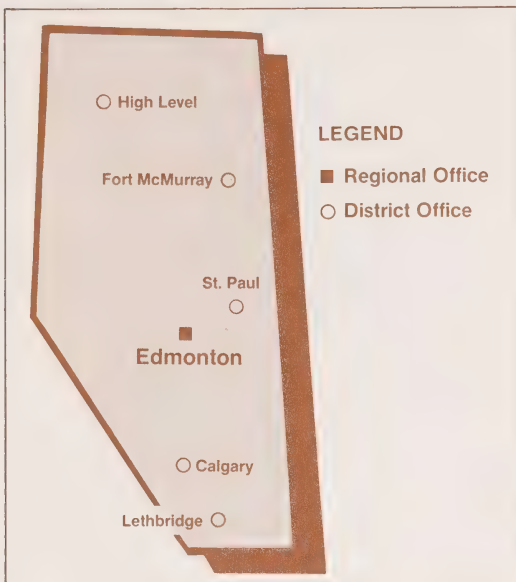 High Level
LEGEND
Fort McMurray
Regional Office
District Office
St. Paul
Edmonton
Calgary
Lethbridge